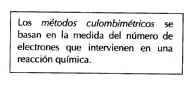 Los métodos culombimétricos se
basan en la medida del número de
electrones que intervienen en una
reacción química.